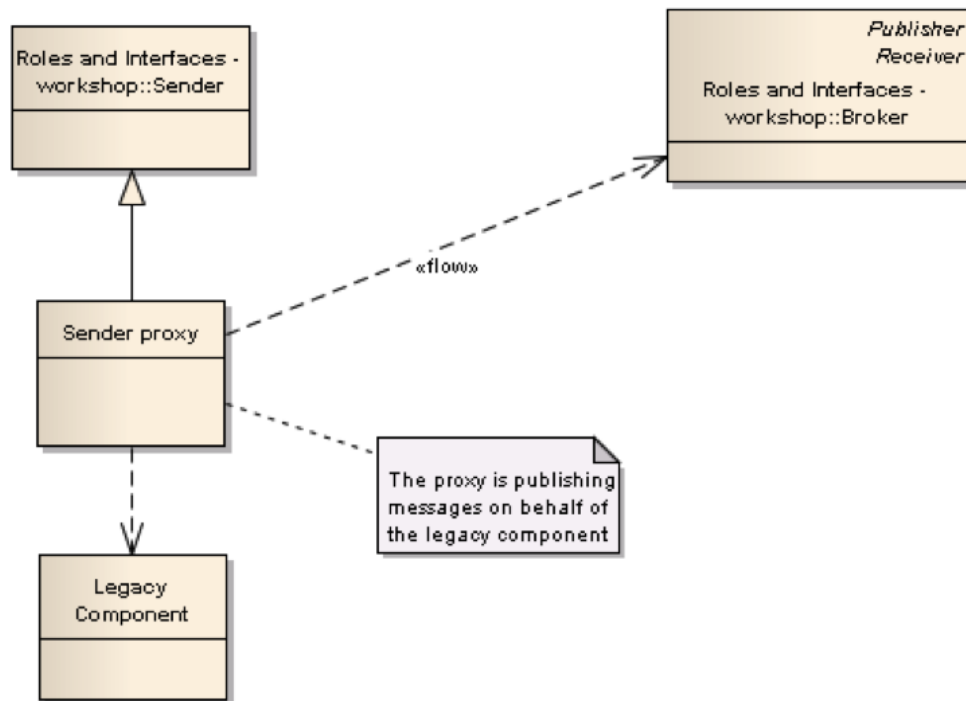 Roles and Interfaces -
workshop::Sender
Publisher
Receiver
Roles and Interfaces -
workshop::Broker
«flow»
Sender proxy
The proxy is publishing
messages on behalf of
the legacy component
Legacy
Component